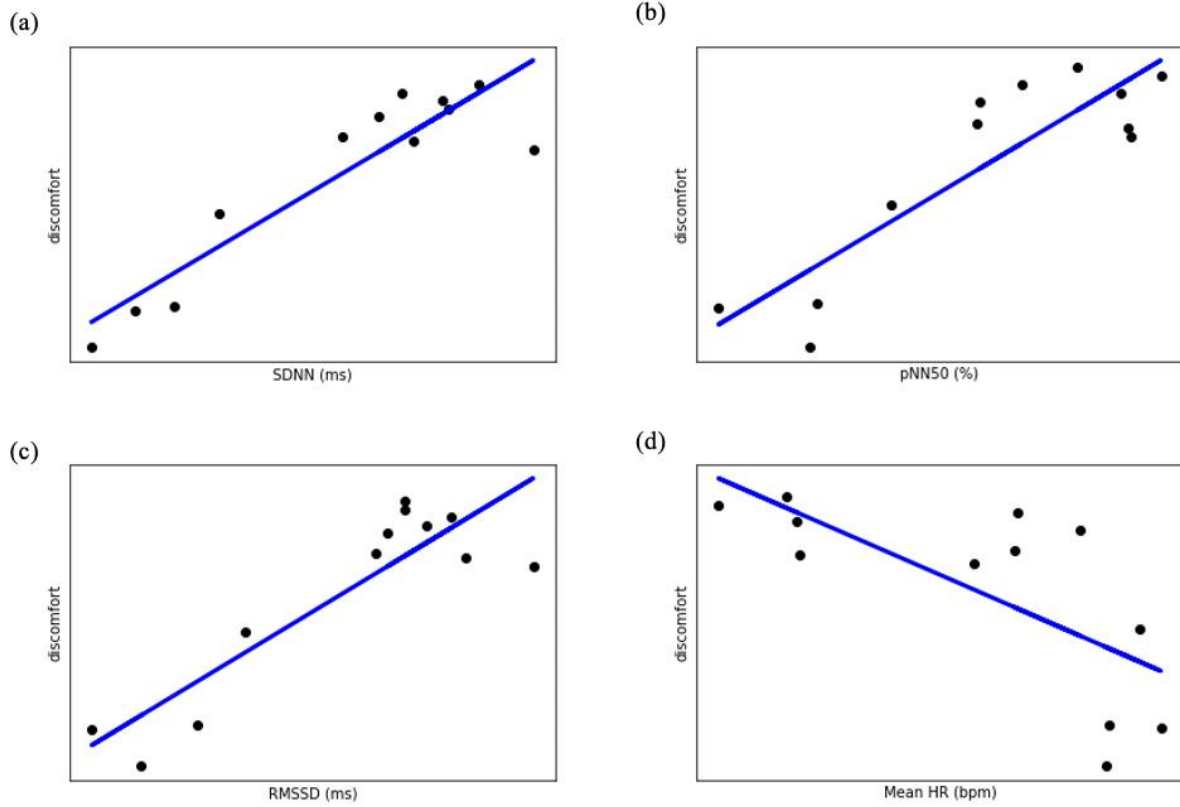 (a)
(b)
discomfort
discomfort
SDNN (ms)
pNN50 (%)
(c)
(d)
discomfort
discomfort
RMSSD (ms)
Mean HR (bpm)